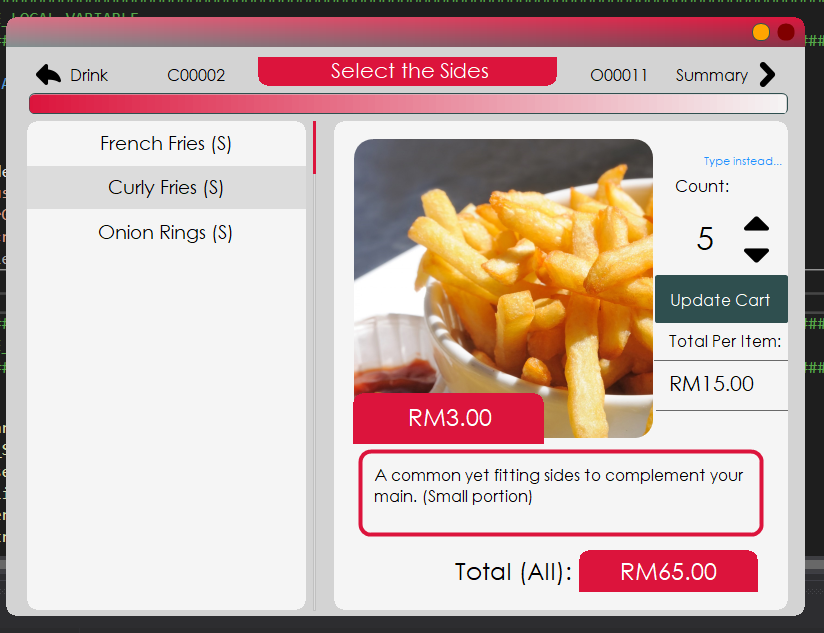 LOCAL VARIABLE
Drink
C00002
Select the Sides
O00011
Summary
French Fries (S)
Curly Fries (S)
Onion Rings (S)
Type instead...
Count:
5
Update Cart
Total Per Item:
RM15.00
RM3.00
A common yet fitting sides to complement your
main. (Small portion)
Total (All):
RM65.00